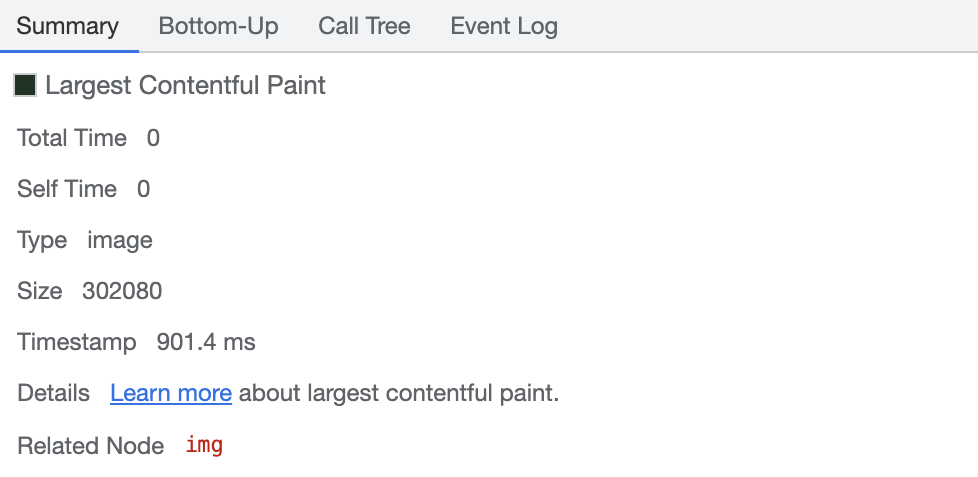 Summary Bottom-Up Call Tree Event Log
Largest Contentful Paint
Total Time 0
Self Time 0
Type image
Size 302080
Timestamp 901.4 ms
Details Learn more about largest contentful paint.
Related Node img